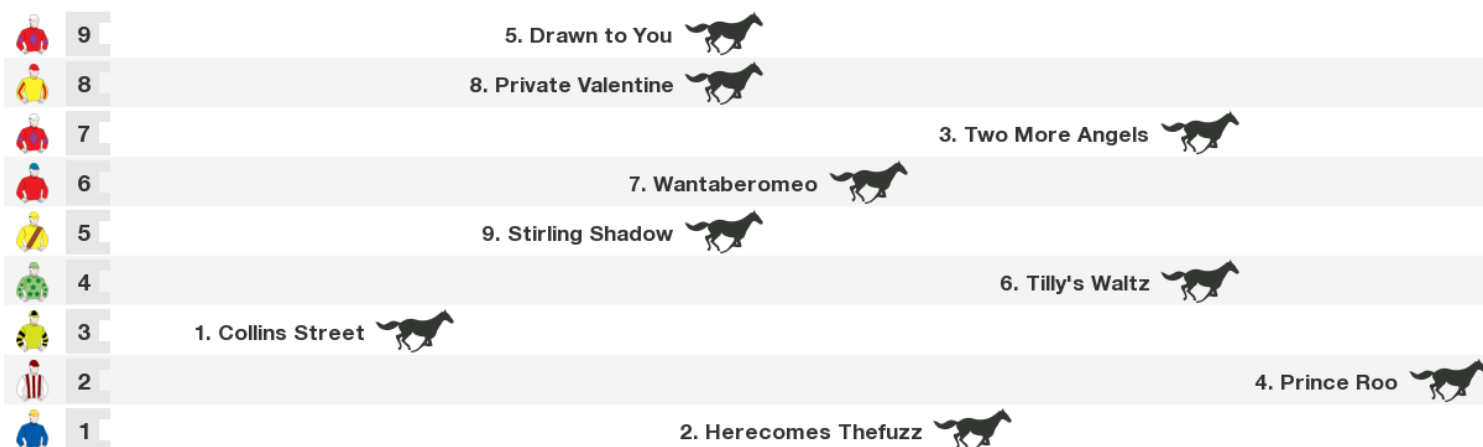 9 5. Drawn to You
8 8. Private Valentine
7 3. Two More Angels
6 7. Wantaberomeo
5 9. Stirling Shadow
4 6. Tilly's Waltz
3 1. Collins Street
2 4. Prince Roo
1 2. Herecomes Thefuzz